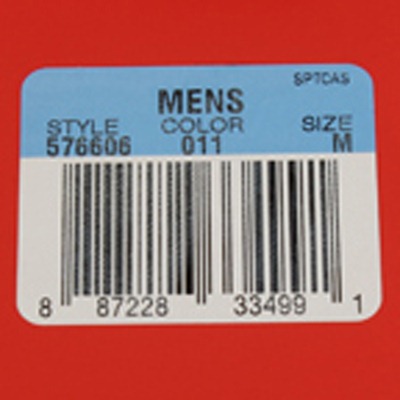 SPTCAS
MENS
STYLE COLOR SIZE
576606 011 M
8 87228 33499 1